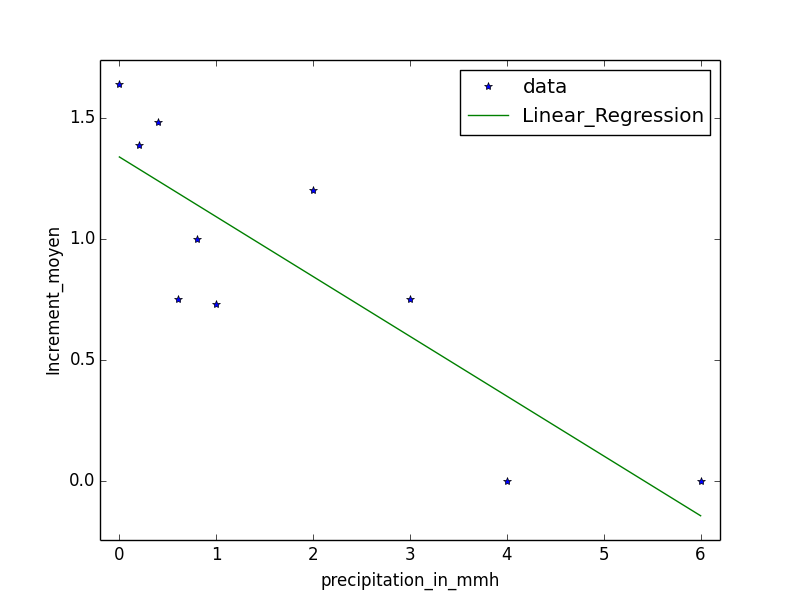 data
Linear_Regression
1.5
1.0
0.5
0.0
Increment_moyen
0 1 2 3 4 5 6
precipitation_in_mmh